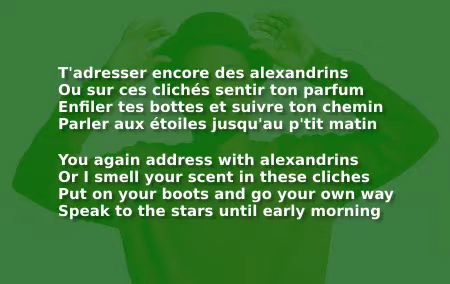 T'adresser encore des alexandrins
Ou sur ces clichés sentir ton parfum
Enfiler tes bottes et suivre ton chemin
Parler aux étoiles jusqu'au p'tit matin
You again address with alexandrins
Or I smell your scent in these cliches
Put on your boots and go your own way
Speak to the stars until early morning